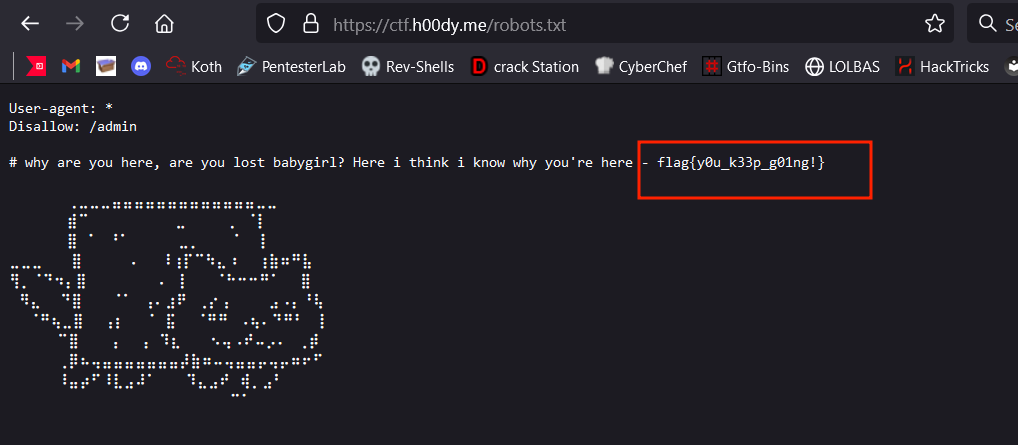 https://ctf.h00dy.me/robots.txt
Koth
PentesterLab
Rev-Shells
crack Station
CyberChef
Gtfo-Bins
LOLBAS
HackTricks
User-agent: *
Disallow: /admin
# why are you here, are you lost babygirl? Here i think i know why you're here - flag{y0u_k33p_g01ng!}